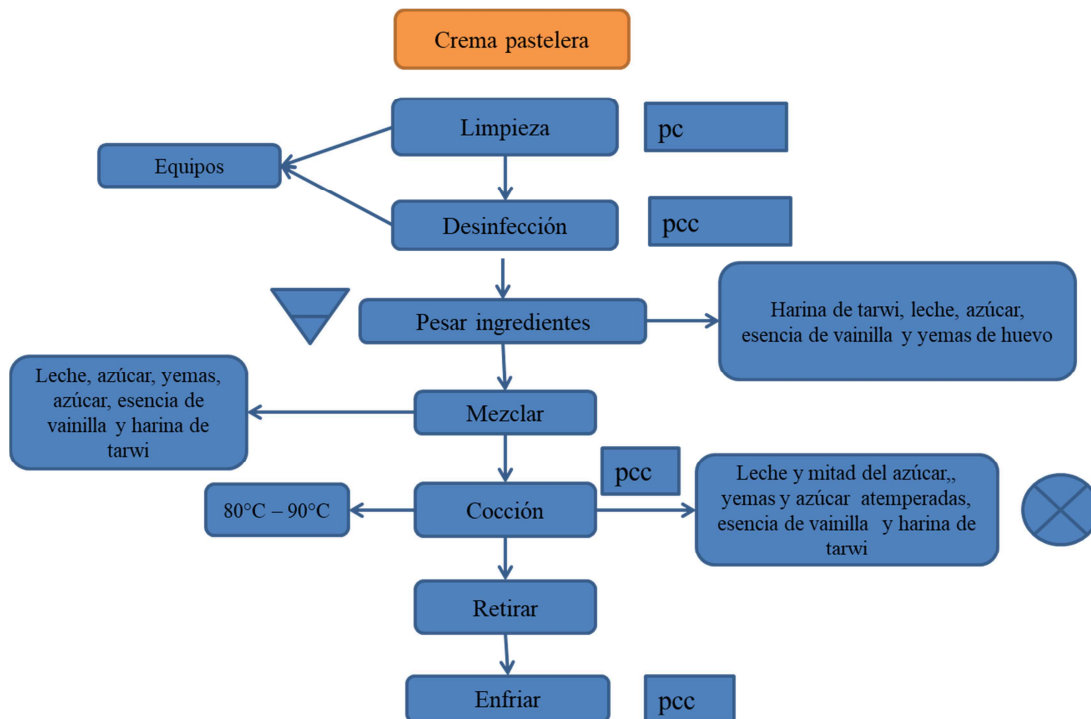 Crema pastelera
Limpieza
pc
Equipos
Desinfección
pcc
Pesar ingredientes
Harina de tarwi, leche, azúcar,
esencia de vainilla y yemas de huevo
Leche, azúcar, yemas,
azúcar, esencia de
vainilla y harina de
tarwi
Mezclar
pcc
Leche y mitad del azúcar,,
yemas y azúcar atemperadas,
esencia de vainilla y harina de
tarwi
80°C – 90°C
Cocción
Retirar
Enfriar
pcc